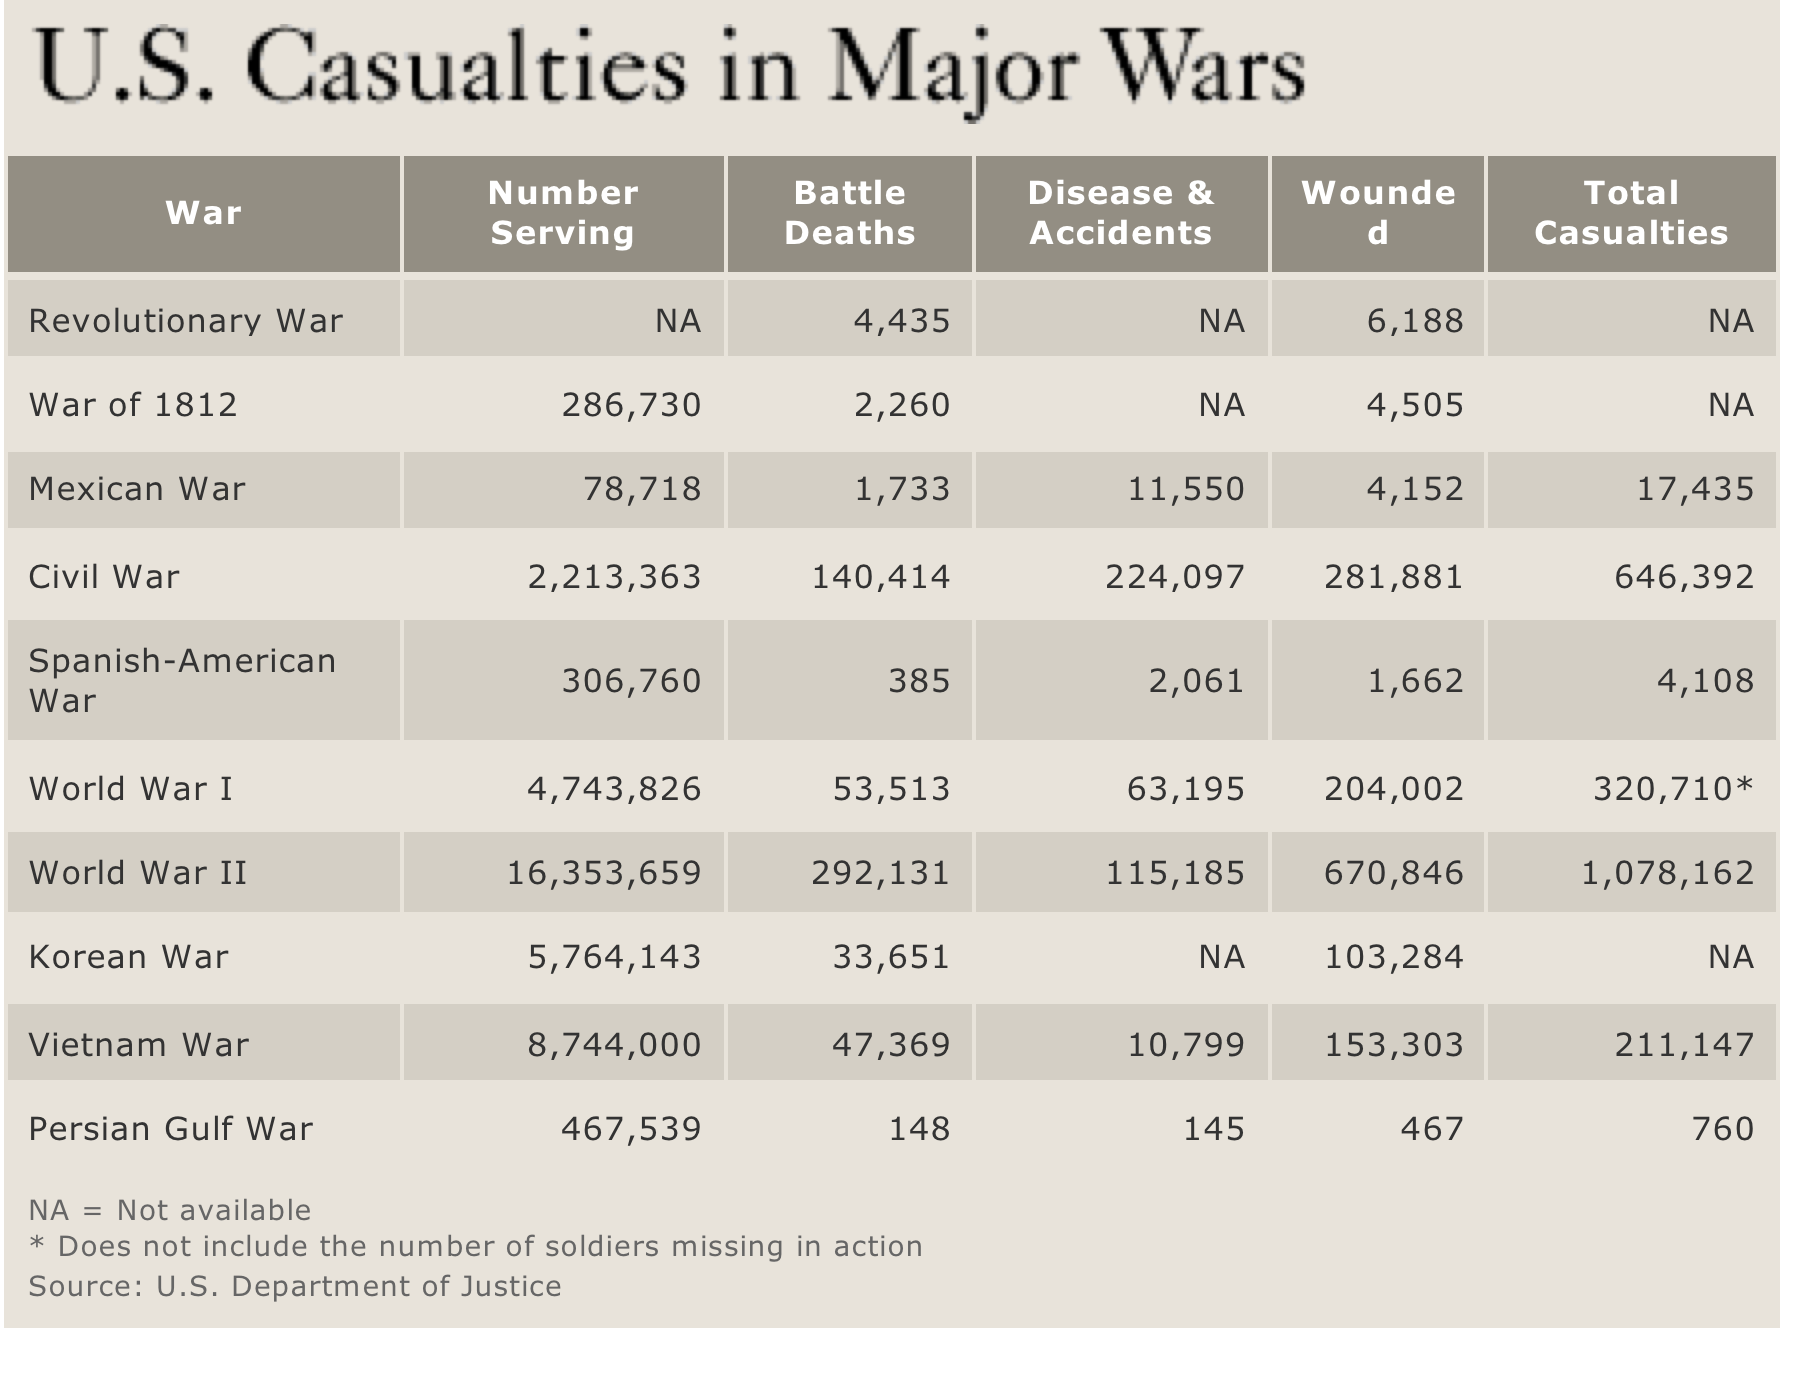 U.S. Casualties in Major Wars
War Number Serving Battle Deaths Disease & Accidents Wounde d Total Casualties
Revolutionary War NA 4,435 NA 6,188 NA
War of 1812 286,730 2,260 NA 4,505 NA
Mexican War 78,718 1,733 11,550 4,152 17,435
Civil War 2,213,363 140,414 224,097 281,881 646,392
Spanish-American War 306,760 385 2,061 1,662 4,108
World War I 4,743,826 53,513 63,195 204,002 320,710*
World War II 16,353,659 292,131 115,185 670,846 1,078,162
Korean War 5,764,143 33,651 NA 103,284 NA
Vietnam War 8,744,000 47,369 10,799 153,303 211,147
Persian Gulf War 467,539 148 145 467 760
NA = Not available
* Does not include the number of soldiers missing in action
Source: U.S. Department of Justice